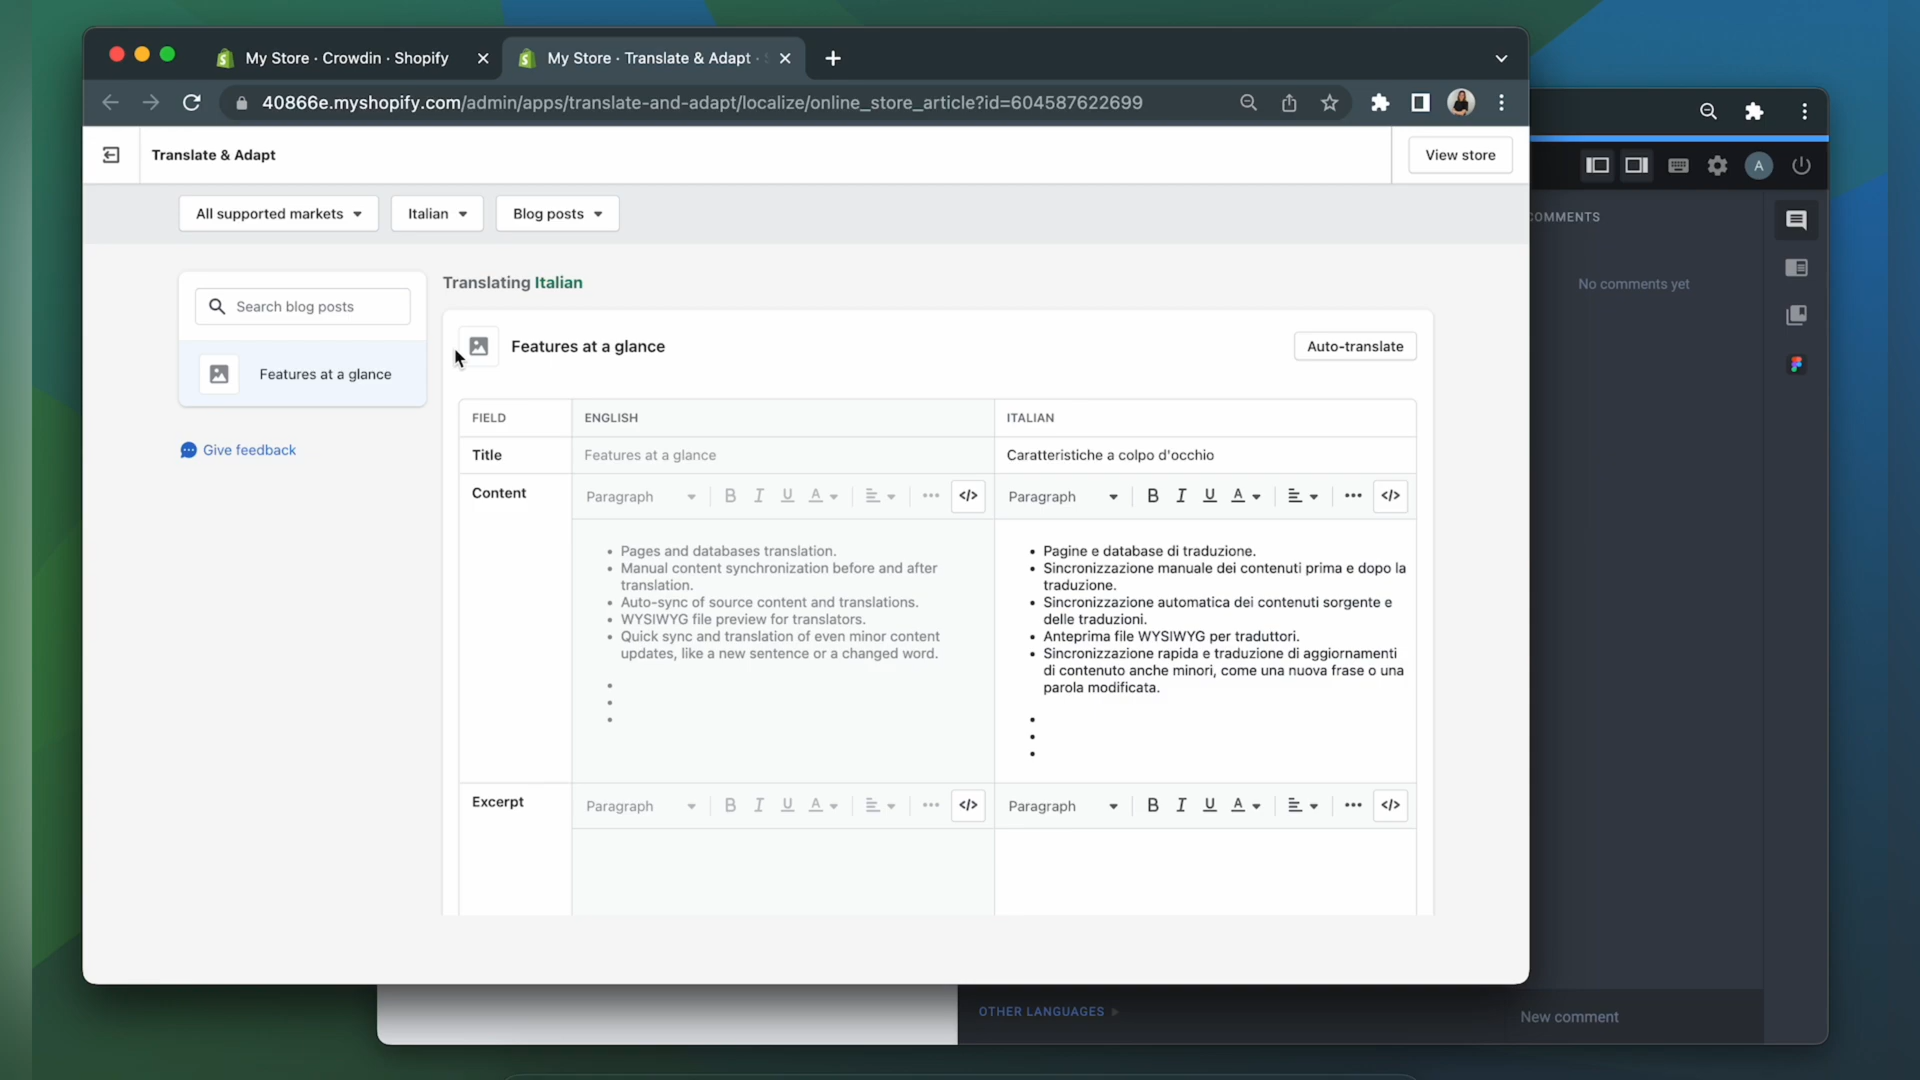 My Store · Crowdin · Shopify
My Store · Translate & Adapt ·
40866e.myshopify.com/admin/apps/translate-and-adapt/localize/online_store_article?id=604587622699
Translate & Adapt
View store
All supported markets
Italian
Blog posts
Search blog posts
Features at a glance
Give feedback
Translating Italian
Features at a glance
Auto-translate
FIELD
ENGLISH
ITALIAN
Title
Features at a glance
Caratteristiche a colpo d'occhio
Content
Paragraph
B I U A ... </>
Paragraph
B I U A ... </>
• Pages and databases translation.
• Manual content synchronization before and after
translation.
• Auto-sync of source content and translations.
• WYSIWYG file preview for translators.
• Quick sync and translation of even minor content
updates, like a new sentence or a changed word.
• Pagine e database di traduzione.
• Sincronizzazione manuale dei contenuti prima e dopo la
traduzione.
• Sincronizzazione automatica dei contenuti sorgente e
delle traduzioni.
• Anteprima file WYSIWYG per traduttori.
• Sincronizzazione rapida e traduzione di aggiornamenti
di contenuto anche minori, come una nuova frase o una
parola modificata.
Excerpt
Paragraph
B I U A ... </>
Paragraph
B I U A ... </>
A
COMMENTS
No comments yet
OTHER LANGUAGES
New comment